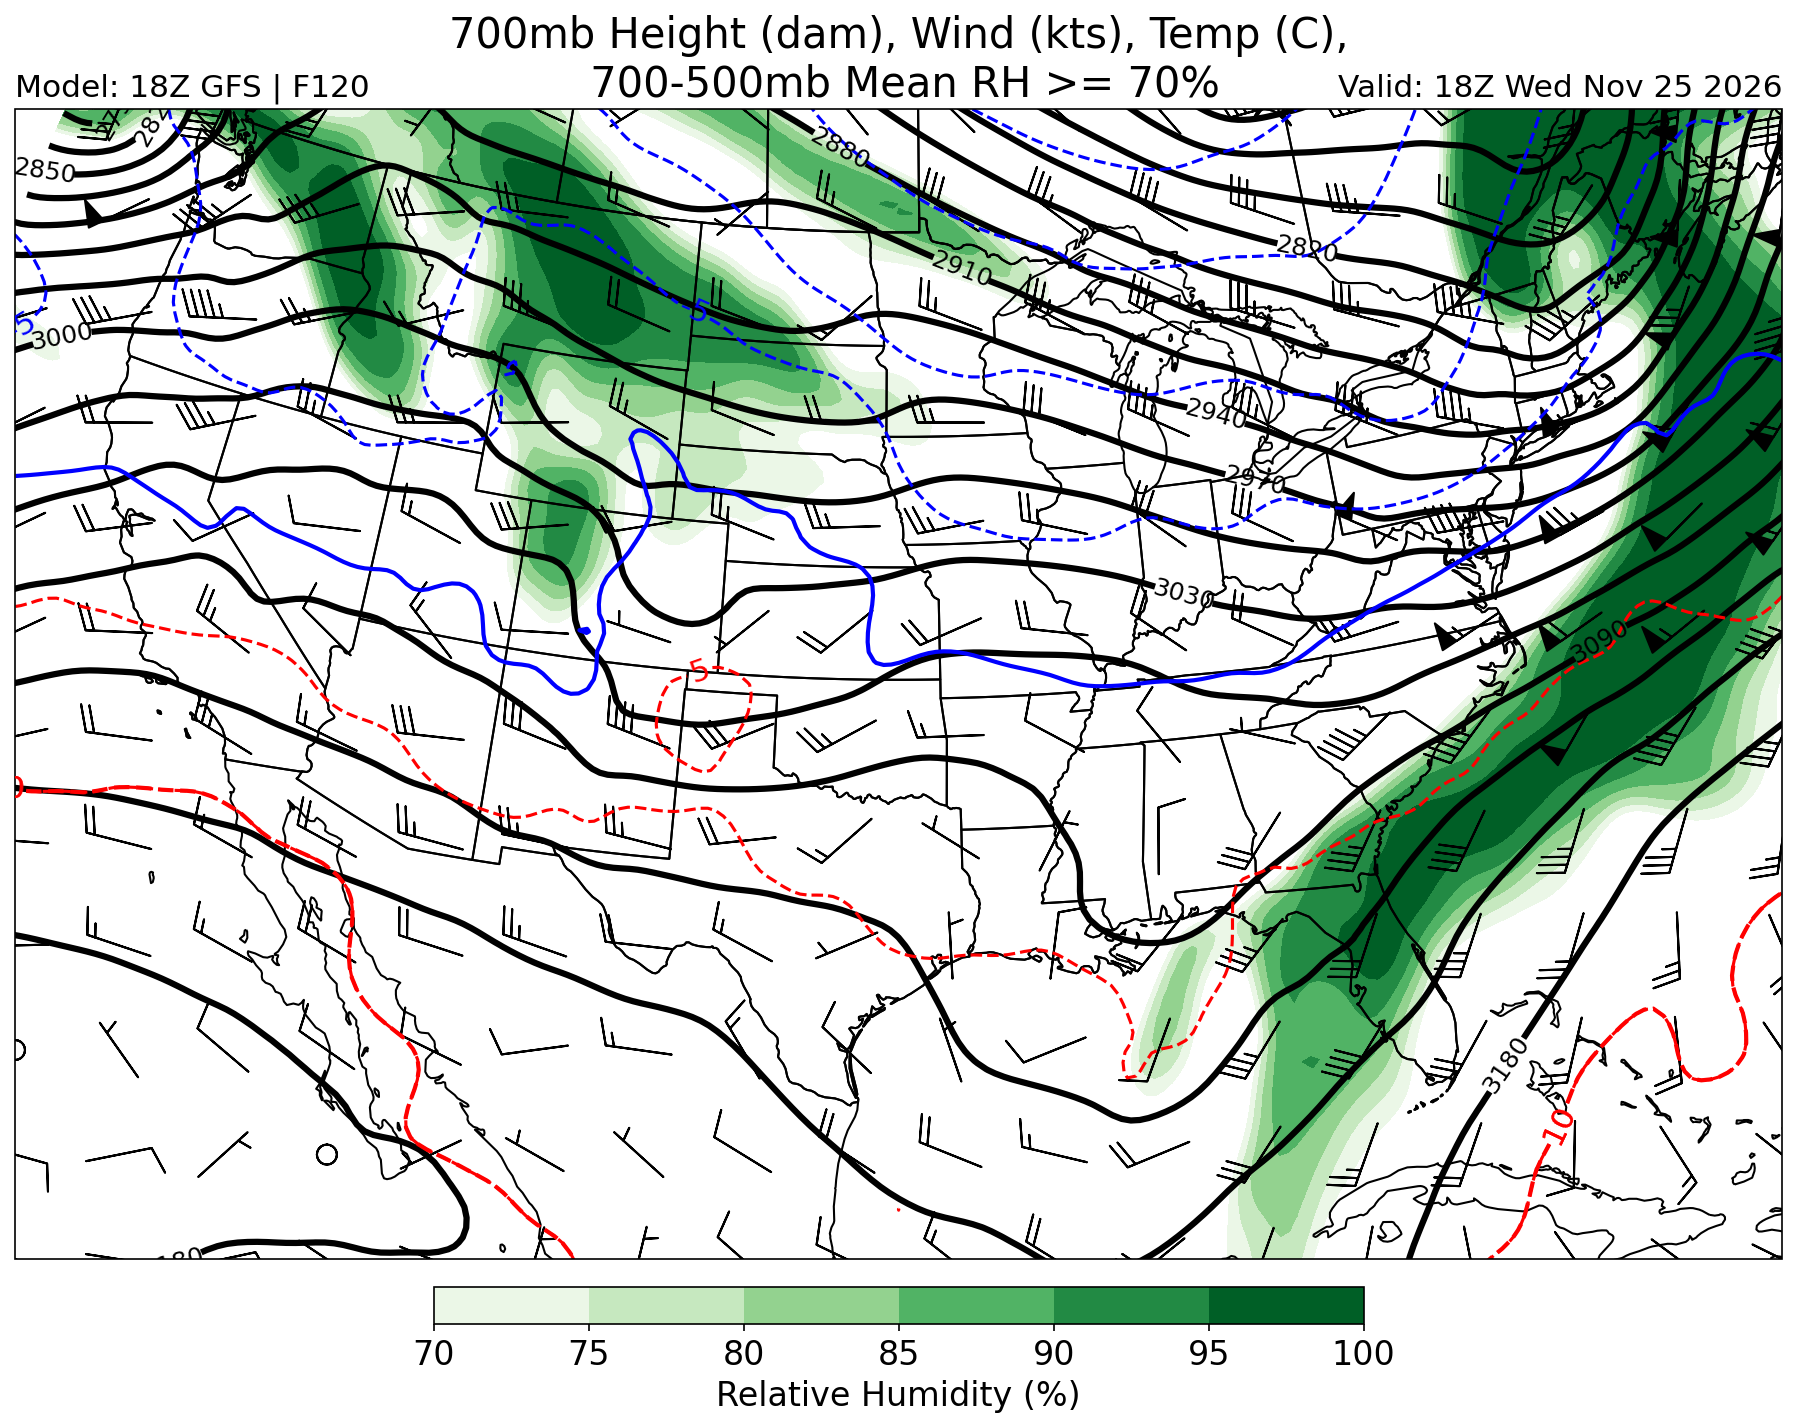 700mb Height (dam), Wind (kts), Temp (C),
700-500mb Mean RH >= 70%
Model: 18Z GFS | F120
Valid: 18Z Wed Nov 25 2026
2850
2880
2820
2910
3000
5
5
2940
2970
3030
3090
5
3180
10
70 75 80 85 90 95 100
Relative Humidity (%)